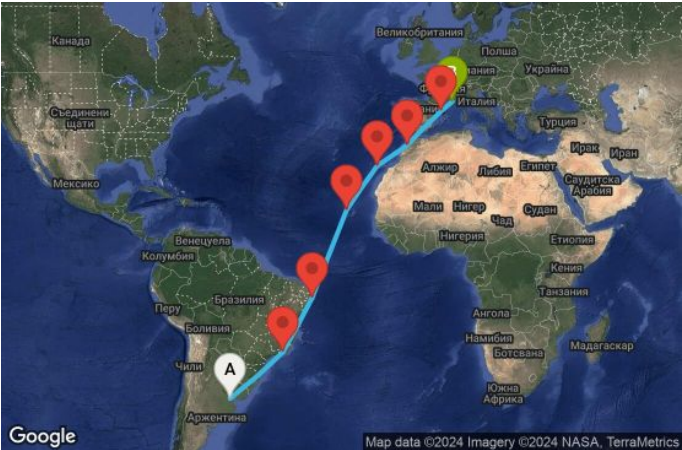 Великобритания
Канада
Полша
Украйна
Италия
Съединени
щати
Турция
Ирак
Иран
Алжир
Либия
Египет
Саудитска
Арабия
Мексико
Мали
Нигер
Чад
Судан
Венецуела
Нигерия
Етиопия
Колумбия
Кения
Бразилия
Танзания
Перу
Ангола
Боливия
Намибия
Ботсвана
Мадагаскар
Чили
A
Южна
Африка
Аржентина
Google
Map data ©2024 Imagery ©2024 NASA, TerraMetrics